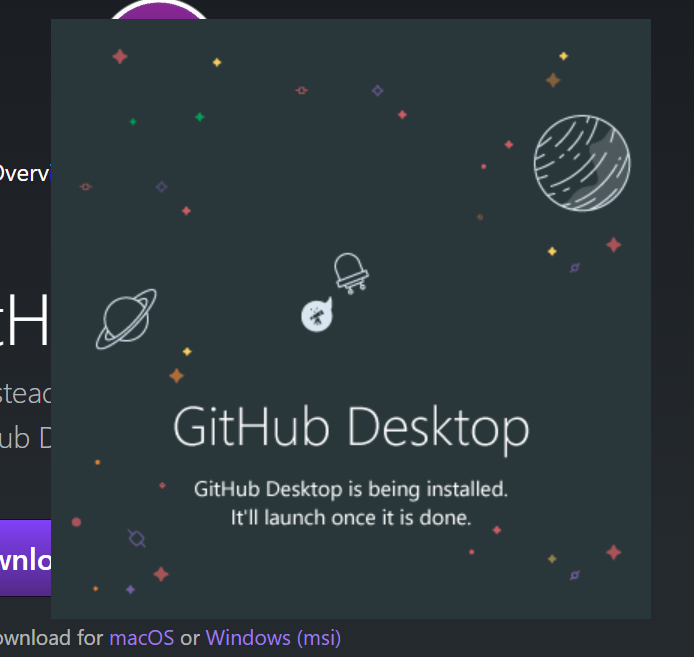 Overvi
tH
GitHub Desktop
stead
ub D
GitHub Desktop is being installed.
It'll launch once it is done.
wnlo
ownload for macOS or Windows (msi)